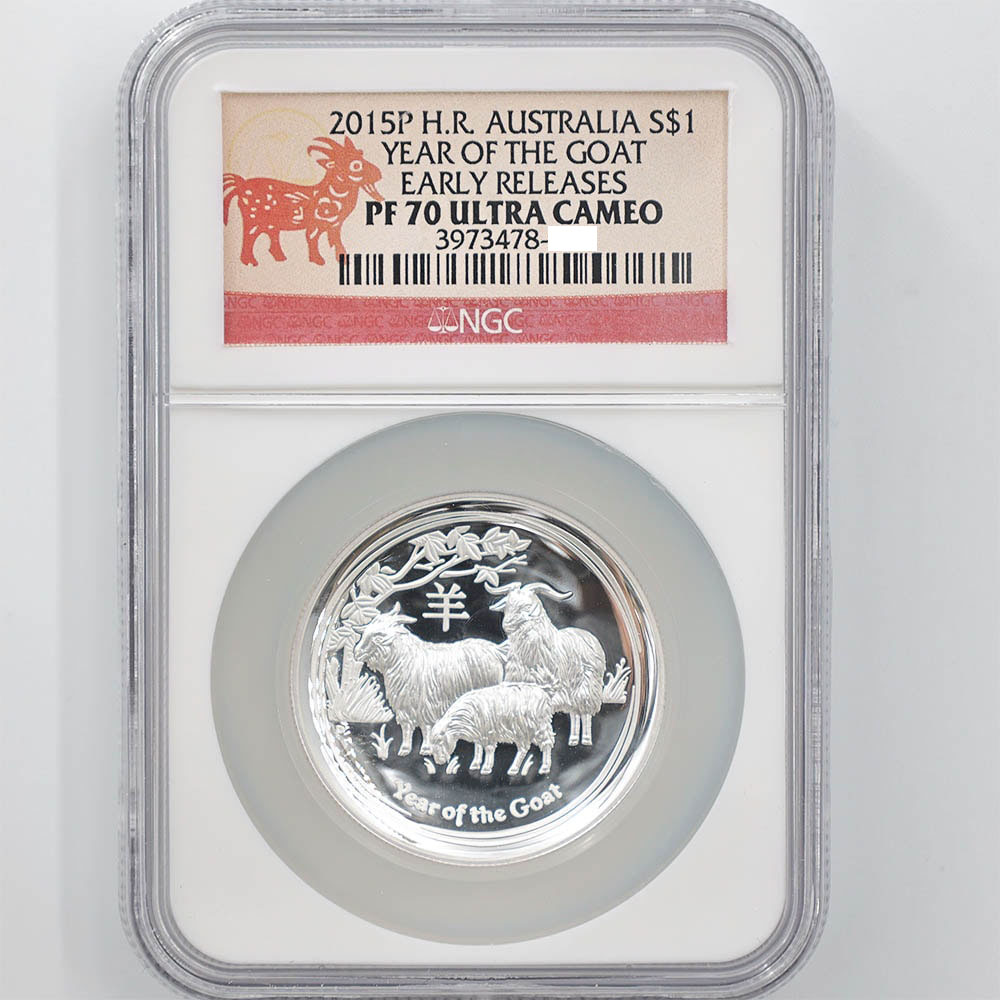 2015P H.R. AUSTRALIA S$1
YEAR OF THE GOAT
EARLY RELEASES
PF 70 ULTRA CAMEO
3973478-
NGC
羊
Year of the Goat